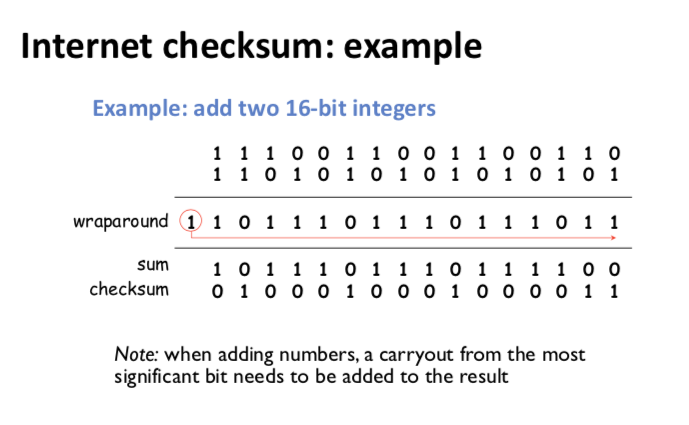 Internet checksum: example
Example: add two 16-bit integers
1 1 1 0 0 1 1 0 0 1 1 0 0 1 1 0
1 1 0 1 0 1 0 1 0 1 0 1 0 1 0 1
wraparound 1 1 0 1 1 1 0 1 1 1 0 1 1 1 0 1 1
sum 1 0 1 1 1 0 1 1 1 0 1 1 1 1 0 0
checksum 0 1 0 0 0 1 0 0 0 1 0 0 0 0 1 1
Note: when adding numbers, a carryout from the most
significant bit needs to be added to the result